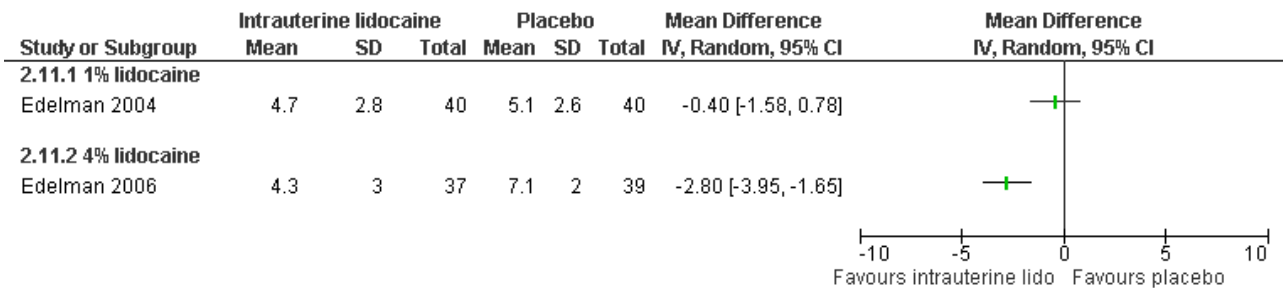 Intrauterine lidocaine Placebo Mean Difference Mean Difference
Study or Subgroup Mean SD Total Mean SD Total IV, Random, 95% CI IV, Random, 95% CI
2.11.1 1% lidocaine
Edelman 2004 4.7 2.8 40 5.1 2.6 40 -0.40 [-1.58, 0.78]
2.11.2 4% lidocaine
Edelman 2006 4.3 3 37 7.1 2 39 -2.80 [-3.95, -1.65]
-10 -5 0 5 10
Favours intrauterine lido Favours placebo